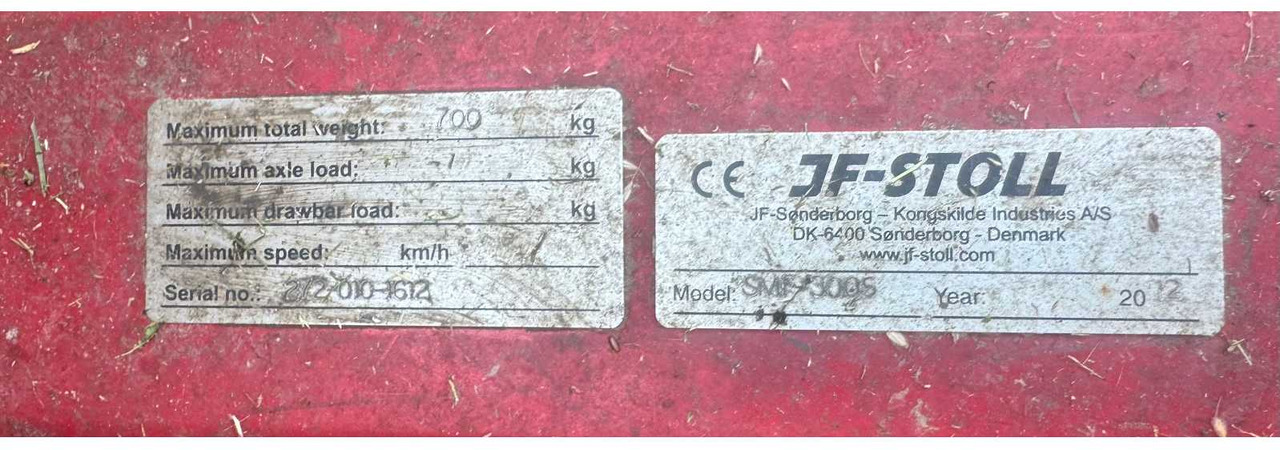 Maximum total weight: 700 kg
Maximum axle load: kg
Maximum drawbar load: kg
Maximum speed: km/h
Serial no.: 272-010-1612
CE JF-STOLL
JF-Sønderborg – Kongskilde Industries A/S
DK-6400 Sønderborg - Denmark
www.jf-stoll.com
Model: SMF-300S Year: 2012